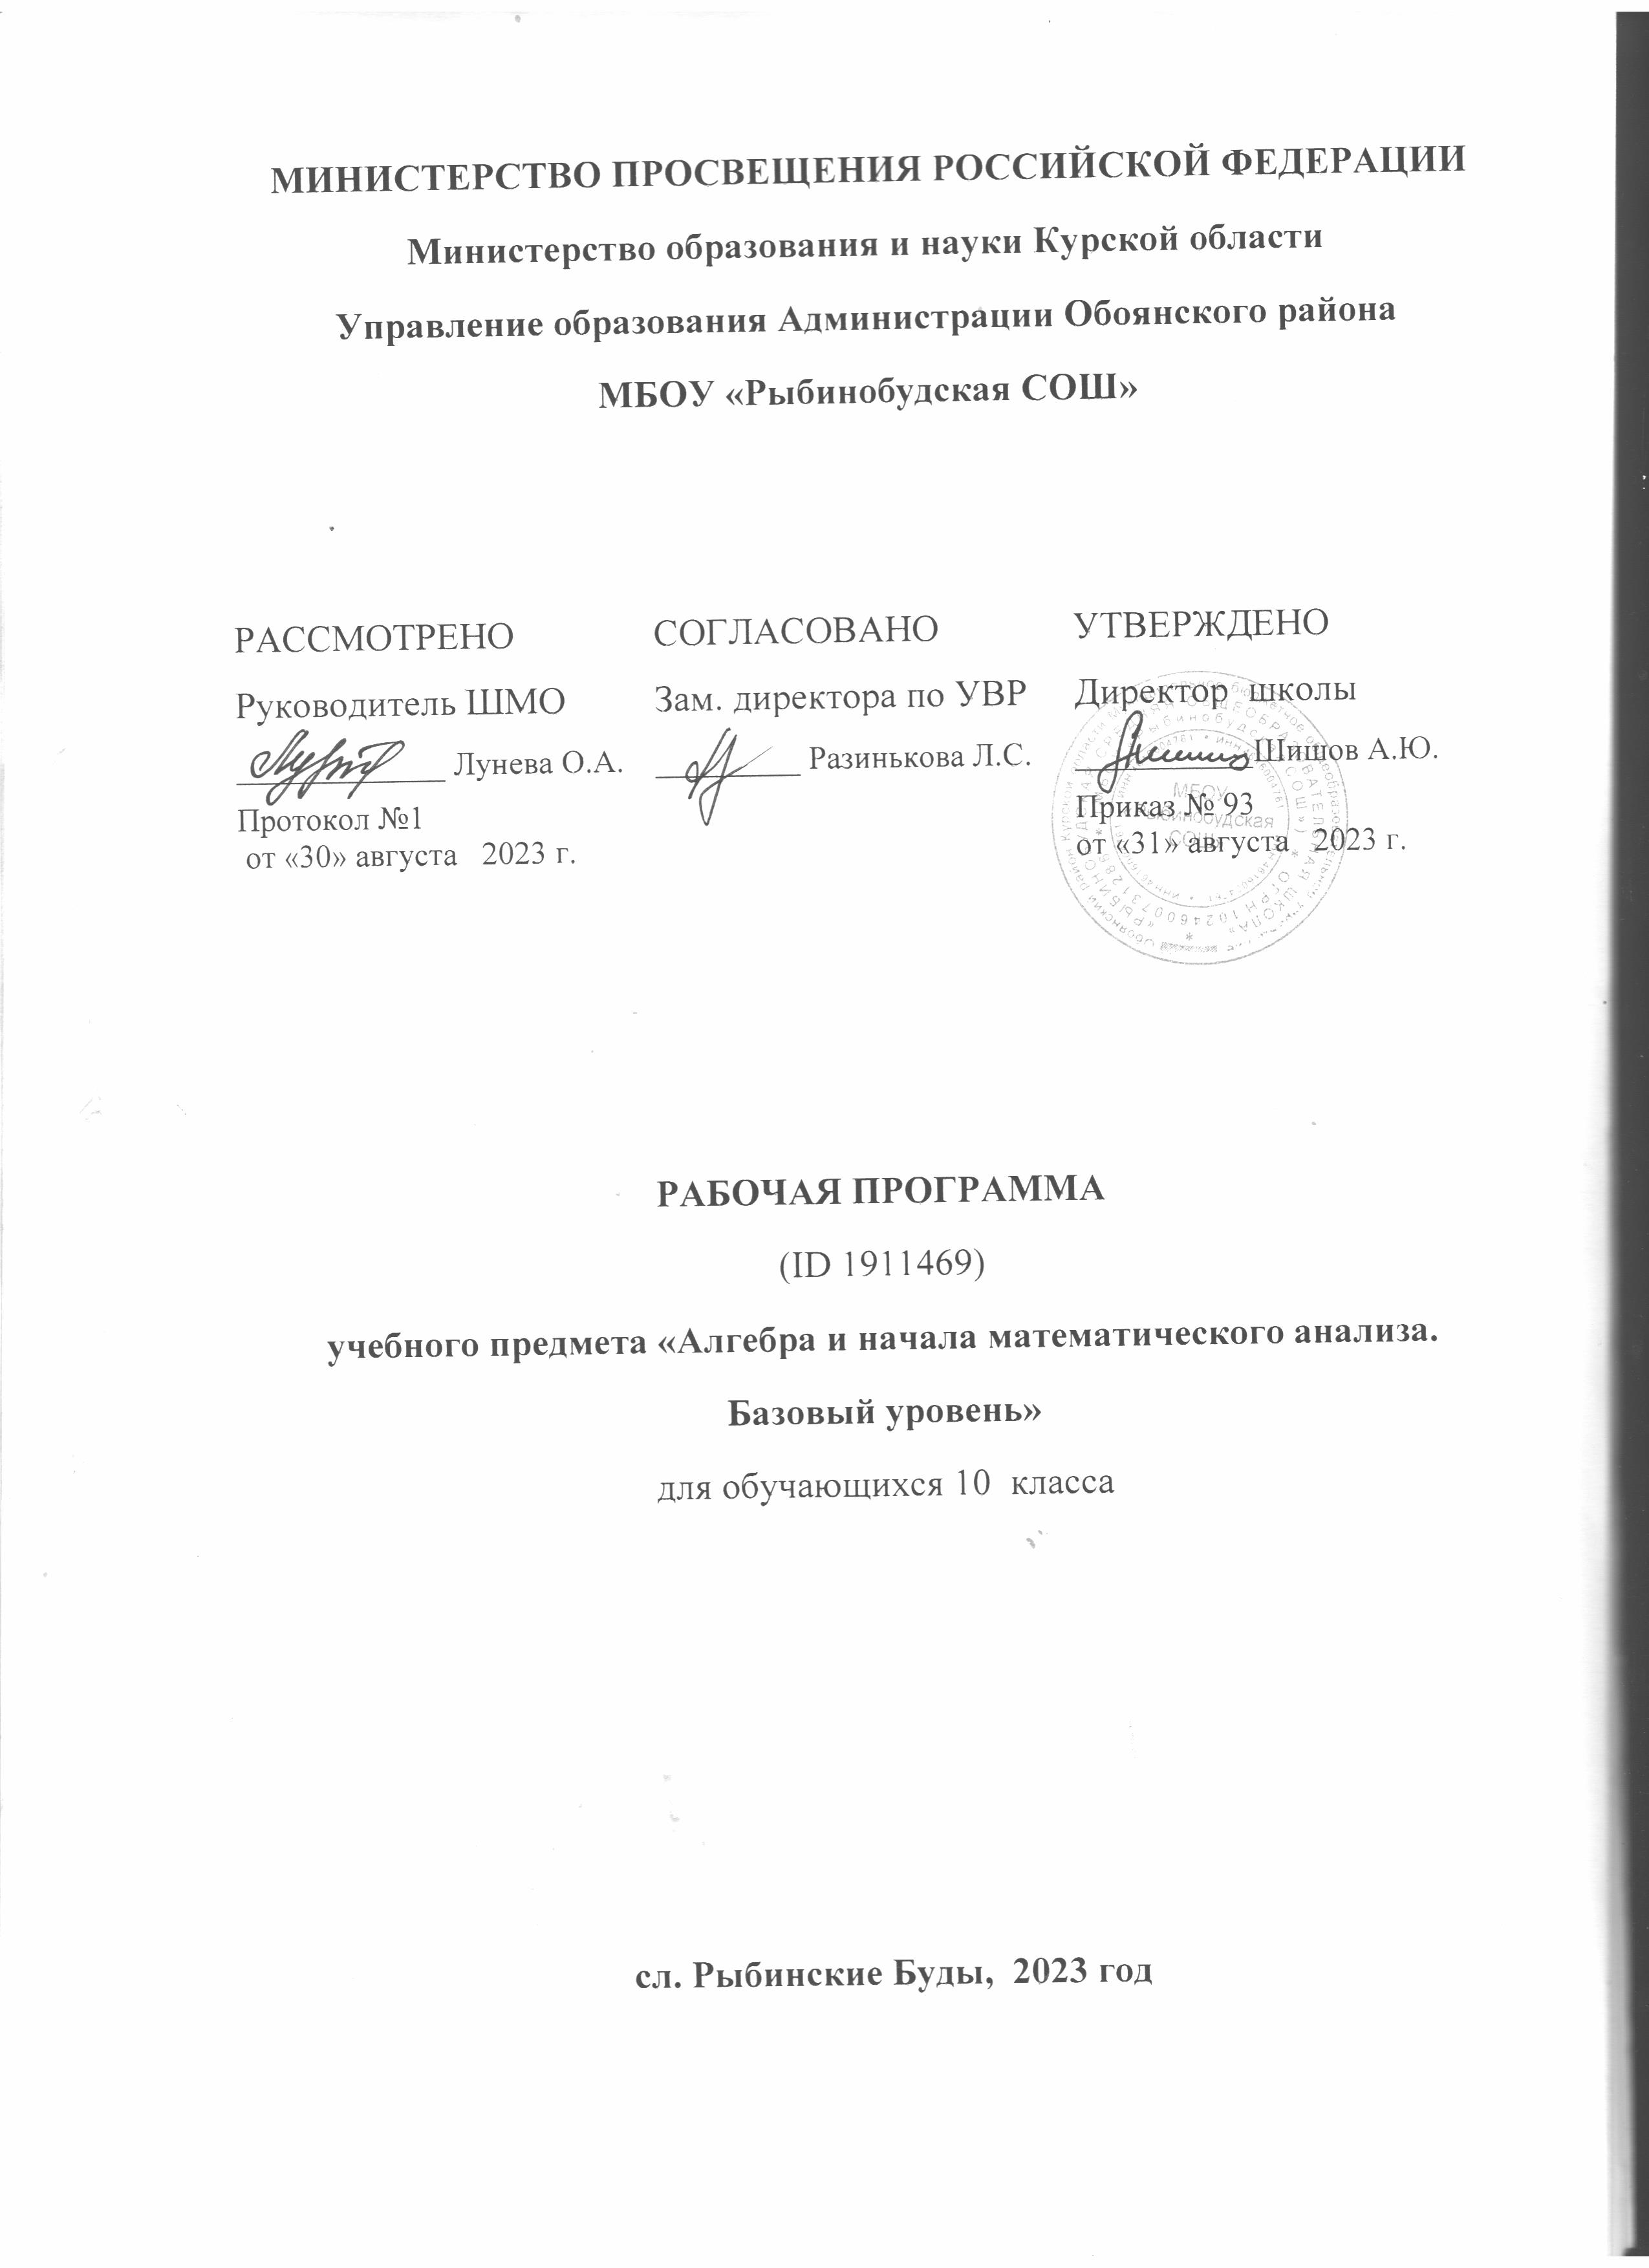 МИНИСТЕРСТВО ПРОСВЕЩЕНИЯ РОССИЙСКОЙ ФЕДЕРАЦИИ
Министерство образования и науки Курской области
Управление образования Администрации Обоянского района
МБОУ «Рыбинобудская СОШ»
РАССМОТРЕНО
Руководитель ШМО
Лунева О.А.
Протокол №1
от «30» августа 2023 г.
СОГЛАСОВАНО
Зам. директора по УВР
Разинькова Л.С.
УТВЕРЖДЕНО
Директор школы
Шишов А.Ю.
Приказ № 93
от «31» августа 2023 г.
МБОУ
Рыбинобудская
СОШ
РАБОЧАЯ ПРОГРАММА
(ID 1911469)
учебного предмета «Алгебра и начала математического анализа.
Базовый уровень»
для обучающихся 10 класса
сл. Рыбинские Буды, 2023 год